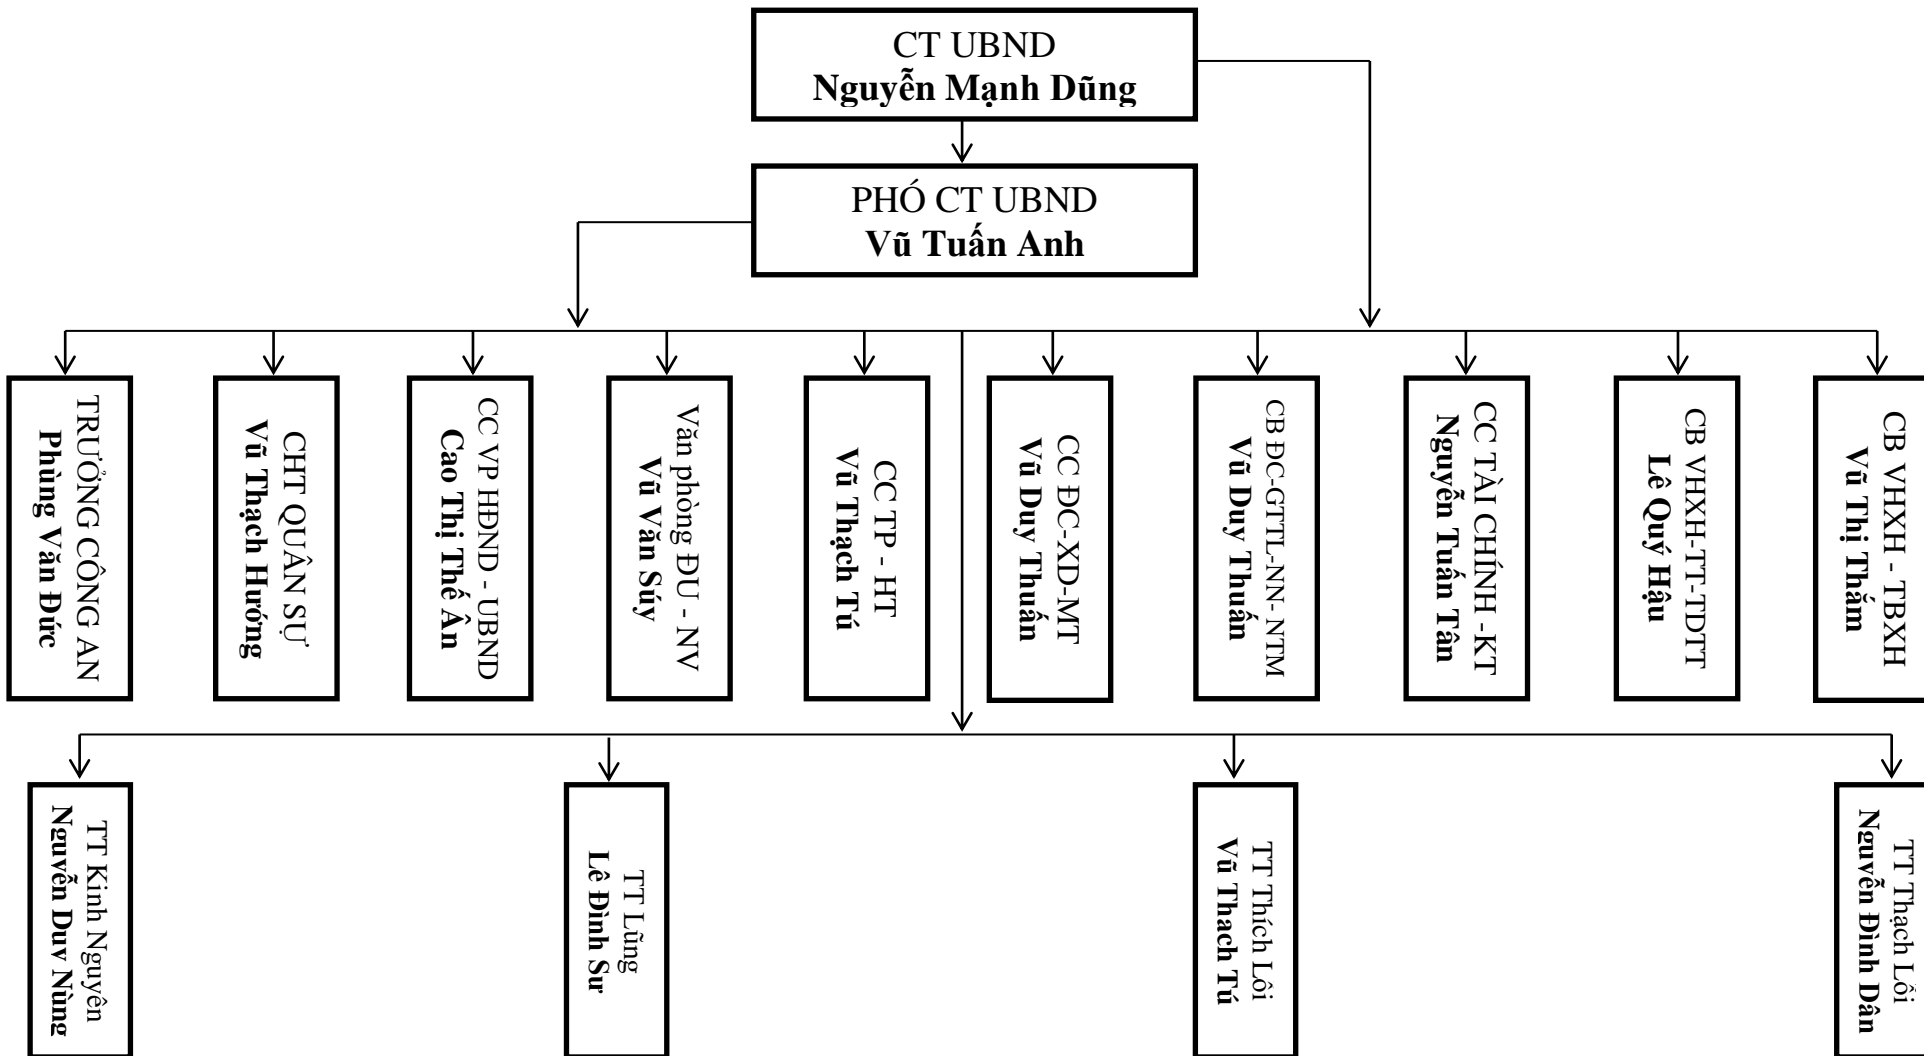 CT UBND
Nguyễn Mạnh Dũng
PHÓ CT UBND
Vũ Tuấn Anh
TRƯỞNG CÔNG AN
Phùng Văn Đức
CHT QUÂN SỰ
Vũ Thạch Hướng
CC VP HĐND - UBND
Cao Thị Thế Ân
Văn phòng ĐU - NV
Vũ Văn Súy
CC TP - HT
Vũ Thạch Tú
CC ĐC-XD-MT
Vũ Duy Thuấn
CB ĐC-GTTL-NN- NTM
Vũ Duy Thuấn
CC TÀI CHÍNH -KT
Nguyễn Tuấn Tân
CB VHXH-TT-TDTT
Lê Quý Hậu
CB VHXH - TBXH
Vũ Thị Thắm
TT Kinh Nguyên
Nguyễn Duy Nùng
TT Lũng
Lê Đình Sư
TT Thích Lôi
Vũ Thach Tú
TT Thạch Lỗi
Nguyễn Đình Dân